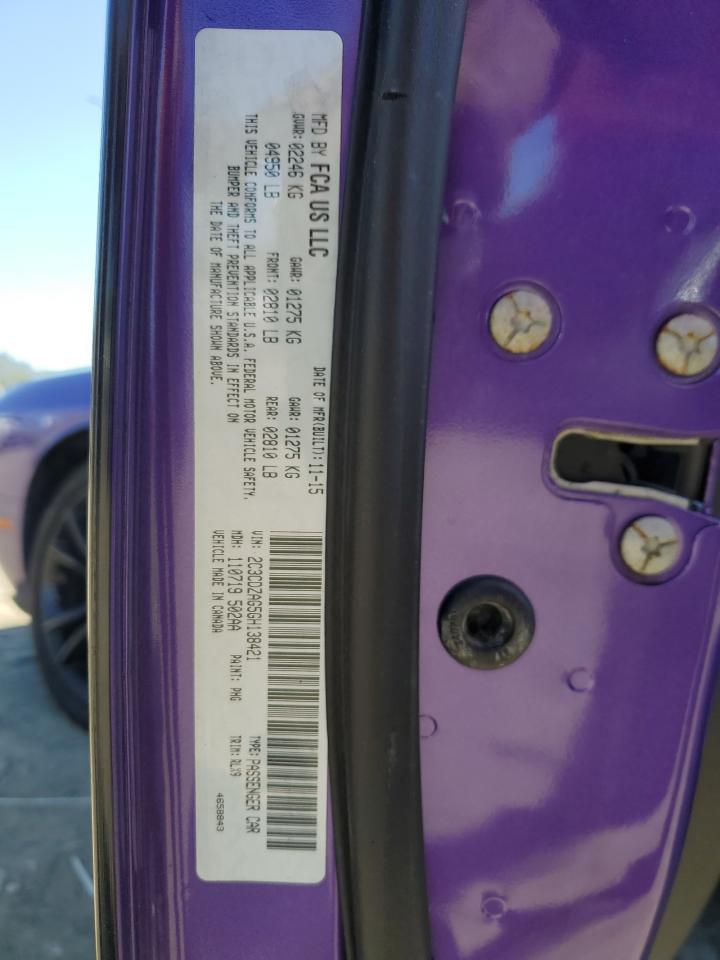 MFD BY FCA US LLC
DATE OF MFR(BUILT): 11-15
GVWR: 02246 KG GAWR: 01275 KG GAWR: 01275 KG
04950 LB FRONT: 02810 LB REAR: 02810 LB
THIS VEHICLE CONFORMS TO ALL APPLICABLE U.S.A. FEDERAL MOTOR VEHICLE SAFETY,
BUMPER AND THEFT PREVENTION STANDARDS IN EFFECT ON
THE DATE OF MANUFACTURE SHOWN ABOVE.
VIN: 2C3CDZAG5GH138421 TYPE: PASSENGER CAR
MDH: 110719 502AA PAINT: PHG TRIM: RLX9
VEHICLE MADE IN CANADA
4658843